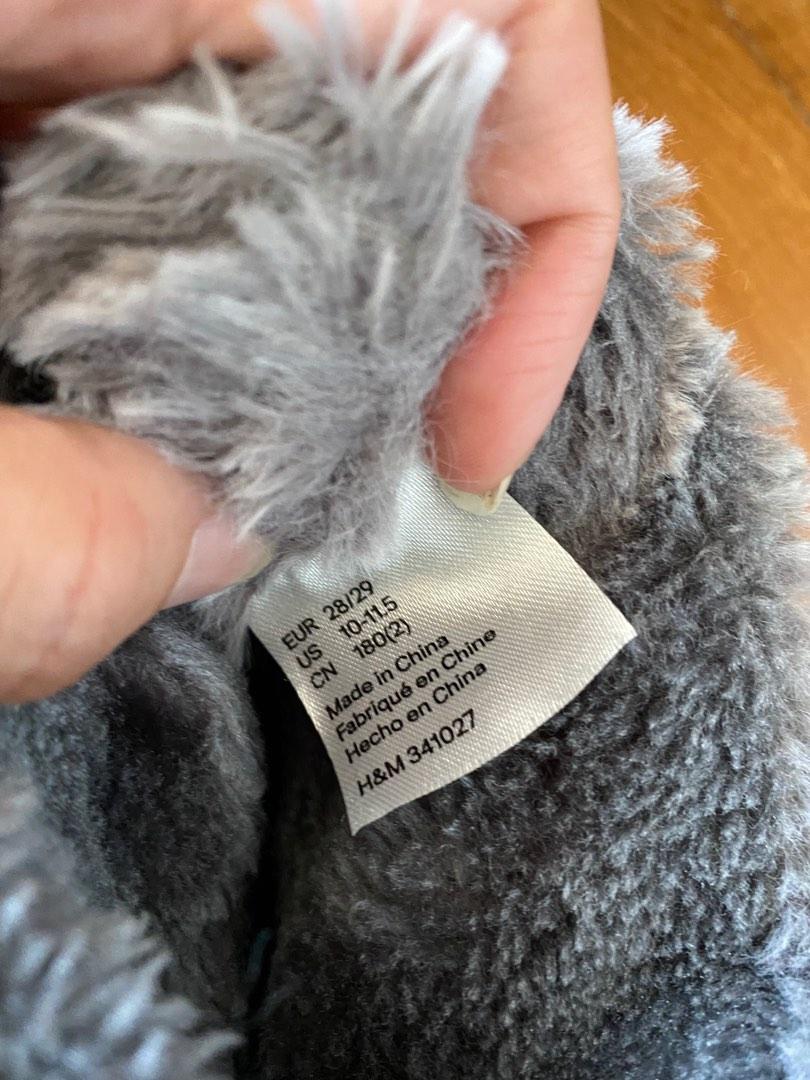 EUR 28/29
US 10-11.5
CN 180(2)
Made in China
Fabriqué en Chine
Hecho en China
H&M 341027